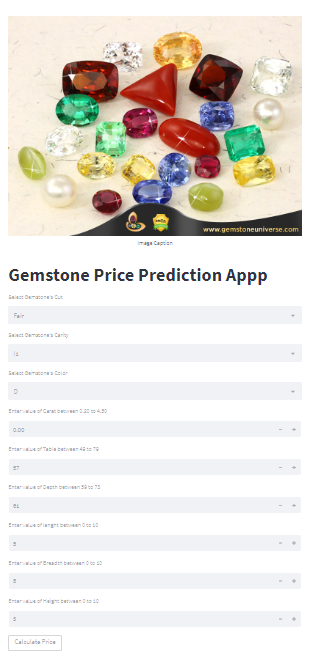 www.gemstoneuniverse.com
Image Caption
Gemstone Price Prediction Appp
Select Gemstone's Cut
Fair
Select Gemstone's Clarity
I1
Select Gemstone's Color
D
Enter value of Carat between 0.20 to 4.50
0.00
Enter value of Table between 49 to 79
57
Enter value of Depth between 50 to 75
61
Enter value of lenght between 0 to 10
5
Enter value of Breadth between 0 to 10
5
Enter value of Height between 0 to 10
Calculate Price